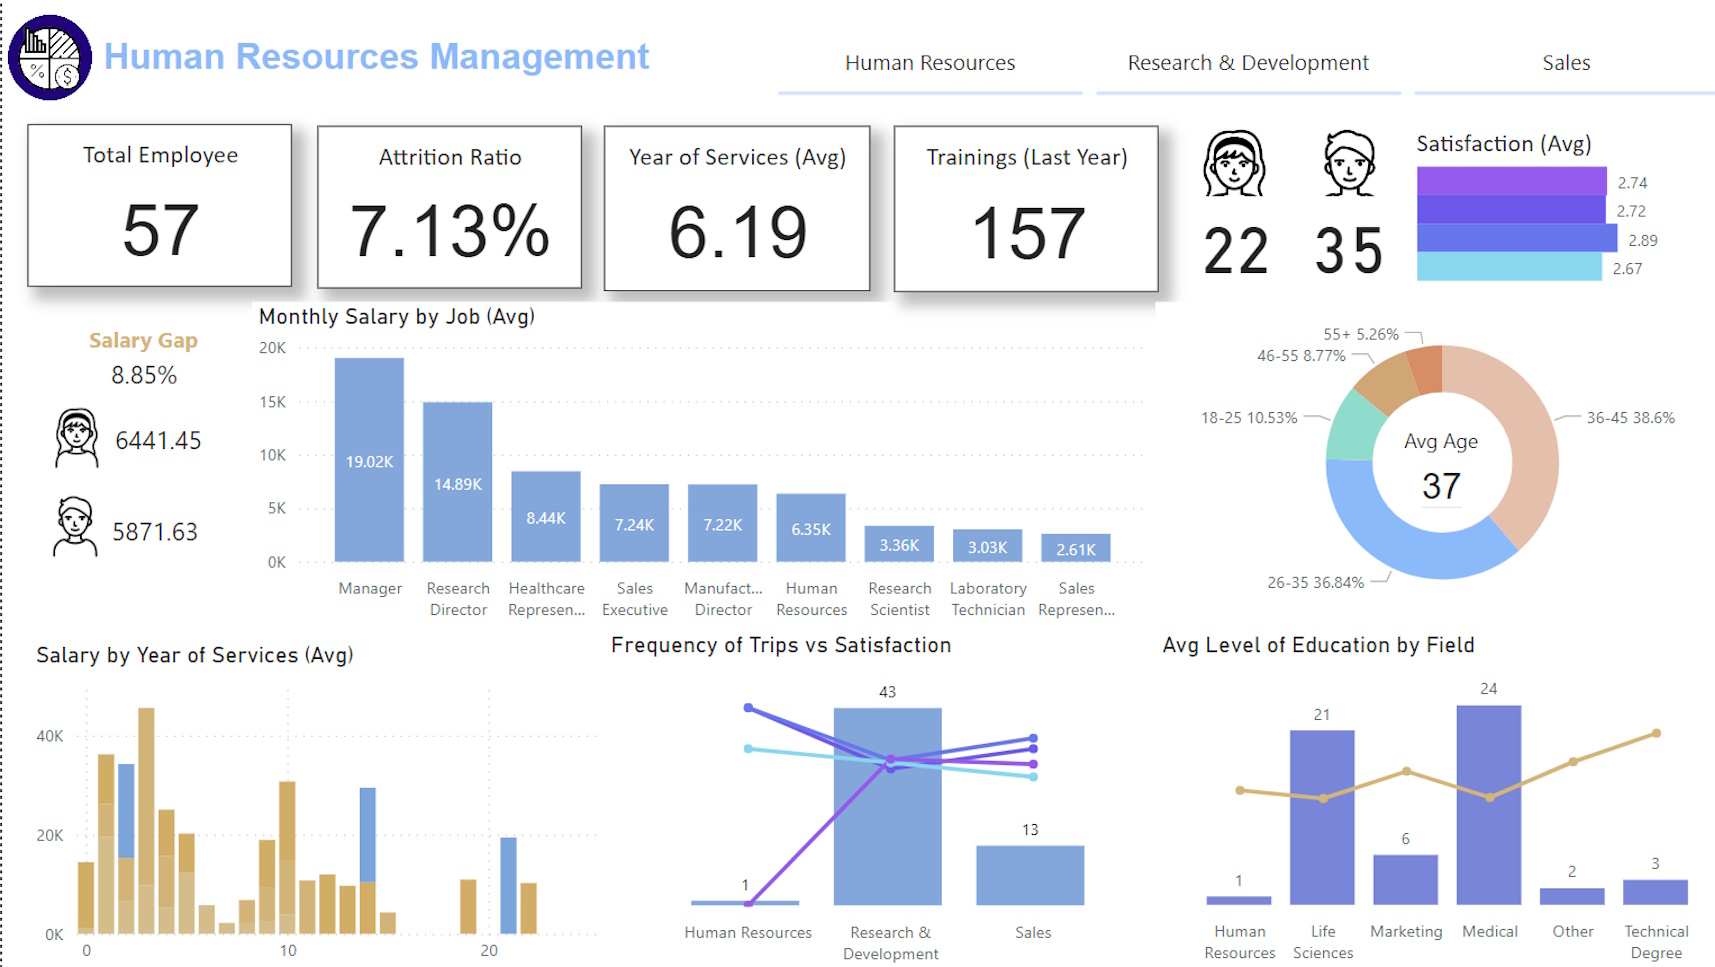 Human Resources Management
Human Resources
Research & Development
Sales
Total Employee
57
Attrition Ratio
7.13%
Year of Services (Avg)
6.19
Trainings (Last Year)
157
22
35
Satisfaction (Avg)
2.74
2.72
2.89
2.67
Salary Gap
8.85%
6441.45
5871.63
Monthly Salary by Job (Avg)
20K
15K
10K
5K
0K
19.02K
14.89K
8.44K
7.24K
7.22K
6.35K
3.36K
3.03K
2.61K
Manager
Research
Director
Healthcare
Represen...
Sales
Executive
Manufact...
Director
Human
Resources
Research
Scientist
Laboratory
Technician
Sales
Represen...
55+ 5.26%
46-55 8.77%
18-25 10.53%
36-45 38.6%
26-35 36.84%
Avg Age
37
Salary by Year of Services (Avg)
40K
20K
0K
0
10
20
Frequency of Trips vs Satisfaction
1
43
13
Human Resources
Research &
Development
Sales
Avg Level of Education by Field
1
21
6
24
2
3
Human
Resources
Life
Sciences
Marketing
Medical
Other
Technical
Degree
% $